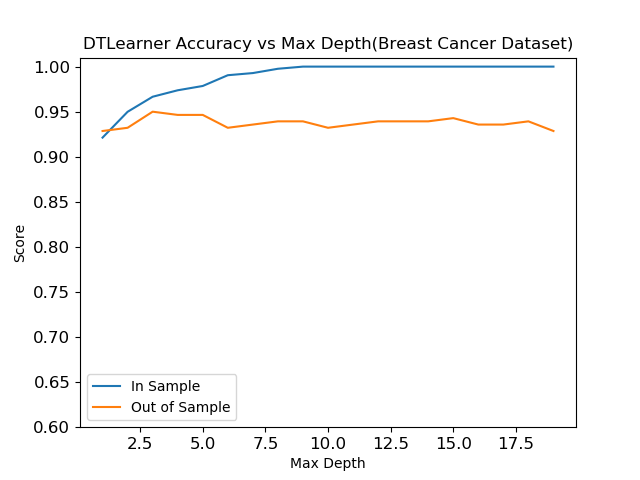 DTLearner Accuracy vs Max Depth(Breast Cancer Dataset)
1.00
0.95
0.90
0.85
0.80
0.75
0.70
0.65
0.60
Score
In Sample
Out of Sample
2.5 5.0 7.5 10.0 12.5 15.0 17.5
Max Depth